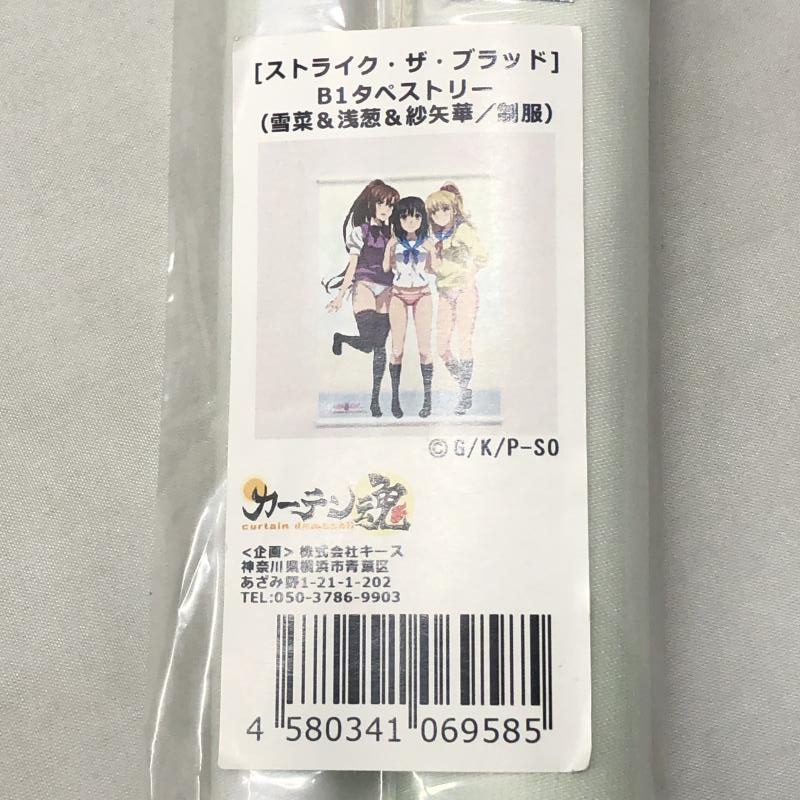 [ストライク・ザ・ブラッド]
B1タペストリー
(雪菜＆浅葱＆紗矢華／制服)
©G/K/P-SO
カーテン魂
curtain damashii
<企画>株式会社キース
神奈川県横浜市青葉区
あざみ野1-21-1-202
TEL:050-3786-9903
4 580341 069585